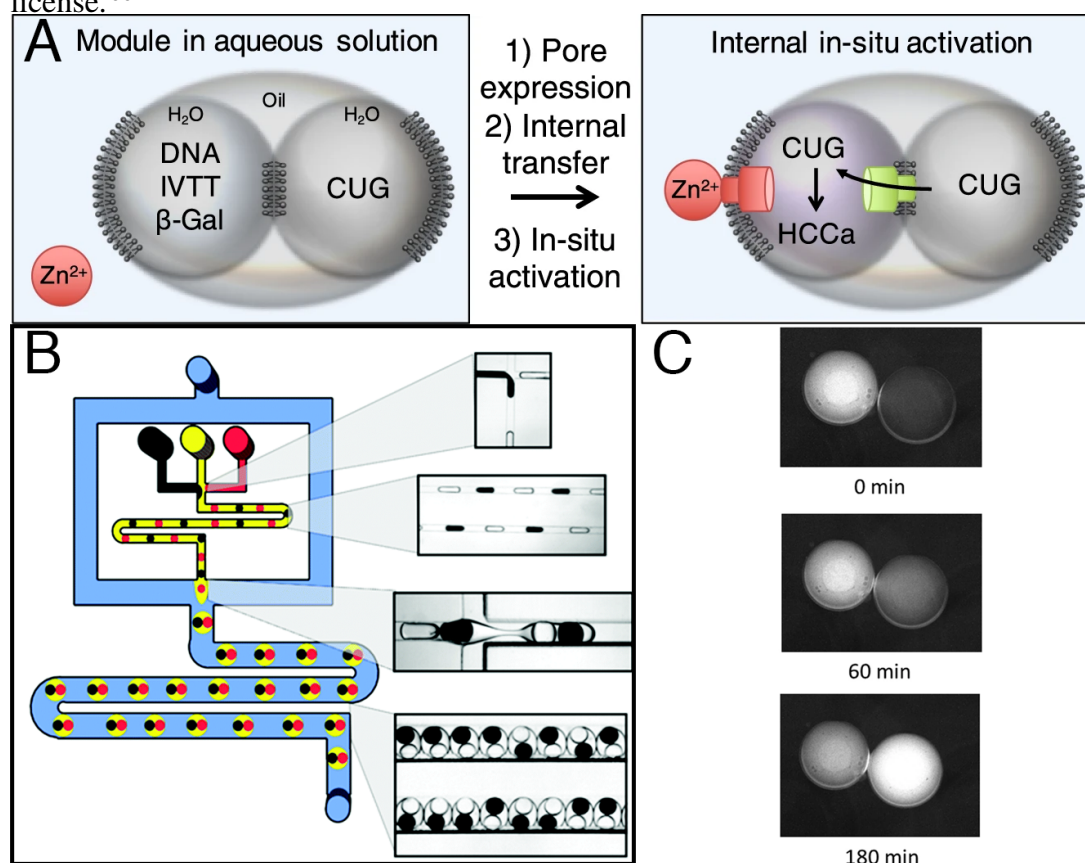 license.
A
Module in aqueous solution
Oil
H₂O
H₂O
DNA
IVTT
β-Gal
CUG
Zn²⁺
1) Pore
expression
2) Internal
transfer
3) In-situ
activation
Internal in-situ activation
CUG
HCCa
Zn²⁺
CUG
B
C
0 min
60 min
180 min